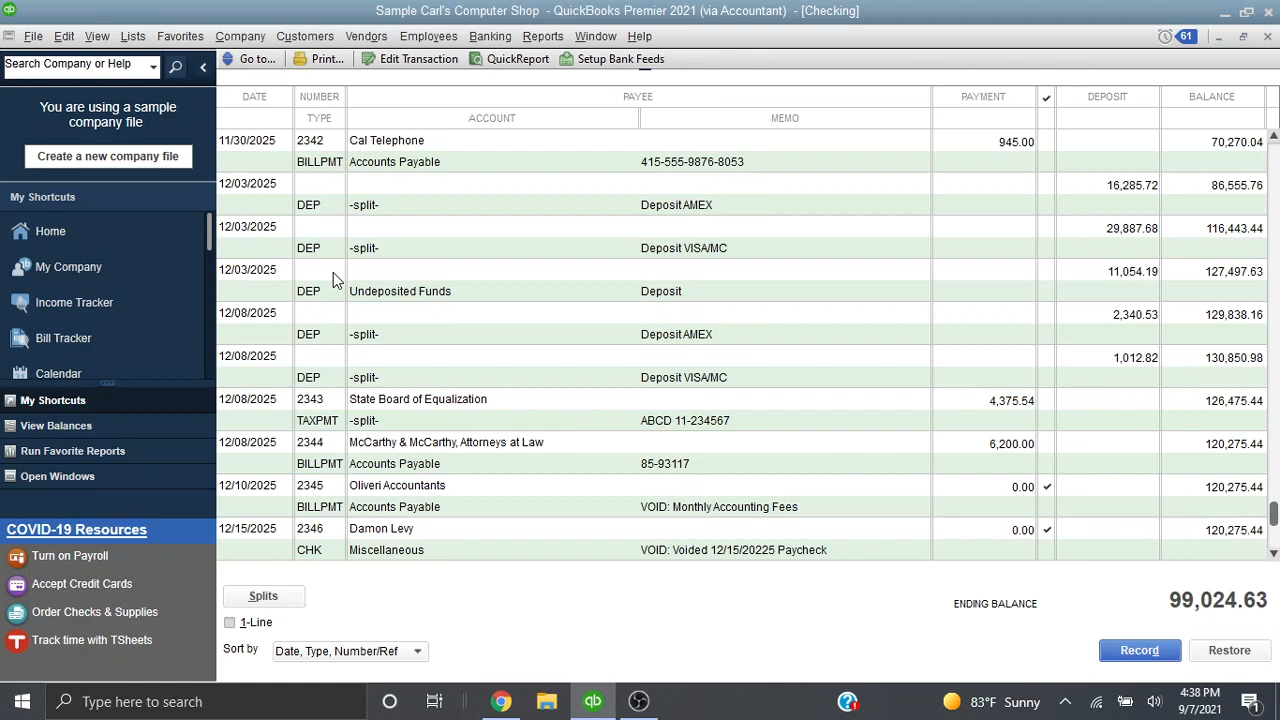 Sample Carl's Computer Shop - QuickBooks Premier 2021 (via Accountant) - [Checking]
File Edit View Lists Favorites Company Customers Vendors Employees Banking Reports Window Help 61
Search Company or Help
Go to... Print... Edit Transaction QuickReport Setup Bank Feeds
You are using a sample
company file
Create a new company file
My Shortcuts
Home
My Company
Income Tracker
Bill Tracker
Calendar
My Shortcuts
View Balances
Run Favorite Reports
Open Windows
COVID-19 Resources
Turn on Payroll
Accept Credit Cards
Order Checks & Supplies
Track time with TSheets
DATE NUMBER PAYEE PAYMENT ✓ DEPOSIT BALANCE
TYPE ACCOUNT MEMO
11/30/2025 2342 Cal Telephone 945.00 70,270.04
BILLPMT Accounts Payable 415-555-9876-8053
12/03/2025 16,285.72 86,555.76
DEP -split- Deposit AMEX
12/03/2025 29,887.68 116,443.44
DEP -split- Deposit VISA/MC
12/03/2025 11,054.19 127,497.63
DEP Undeposited Funds Deposit
12/08/2025 2,340.53 129,838.16
DEP -split- Deposit AMEX
12/08/2025 1,012.82 130,850.98
DEP -split- Deposit VISA/MC
12/08/2025 2343 State Board of Equalization 4,375.54 126,475.44
TAXPMT -split- ABCD 11-234567
12/08/2025 2344 McCarthy & McCarthy, Attorneys at Law 6,200.00 120,275.44
BILLPMT Accounts Payable 85-93117
12/10/2025 2345 Oliveri Accountants 0.00 ✓ 120,275.44
BILLPMT Accounts Payable VOID: Monthly Accounting Fees
12/15/2025 2346 Damon Levy 0.00 ✓ 120,275.44
CHK Miscellaneous VOID: Voided 12/15/20225 Paycheck
Splits
ENDING BALANCE 99,024.63
1-Line
Sort by Date, Type, Number/Ref
Record Restore
Type here to search
83°F Sunny
4:38 PM
9/7/2021
1